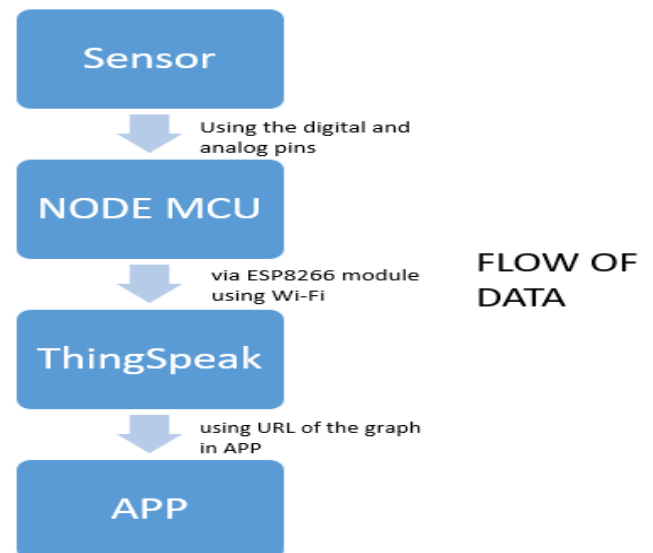 Sensor
Using the digital and
analog pins
NODE MCU
via ESP8266 module
using Wi-Fi
FLOW OF
DATA
ThingSpeak
using URL of the graph
in APP
APP